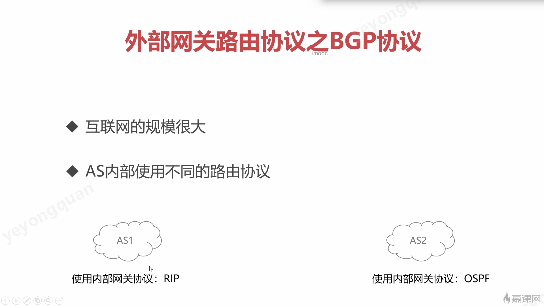 外部网关路由协议之BGP协议
◆ 互联网的规模很大
◆ AS内部使用不同的路由协议
yeyongquan
AS1
AS2
使用内部网关协议：RIP
使用内部网关协议：OSPF
慕课网